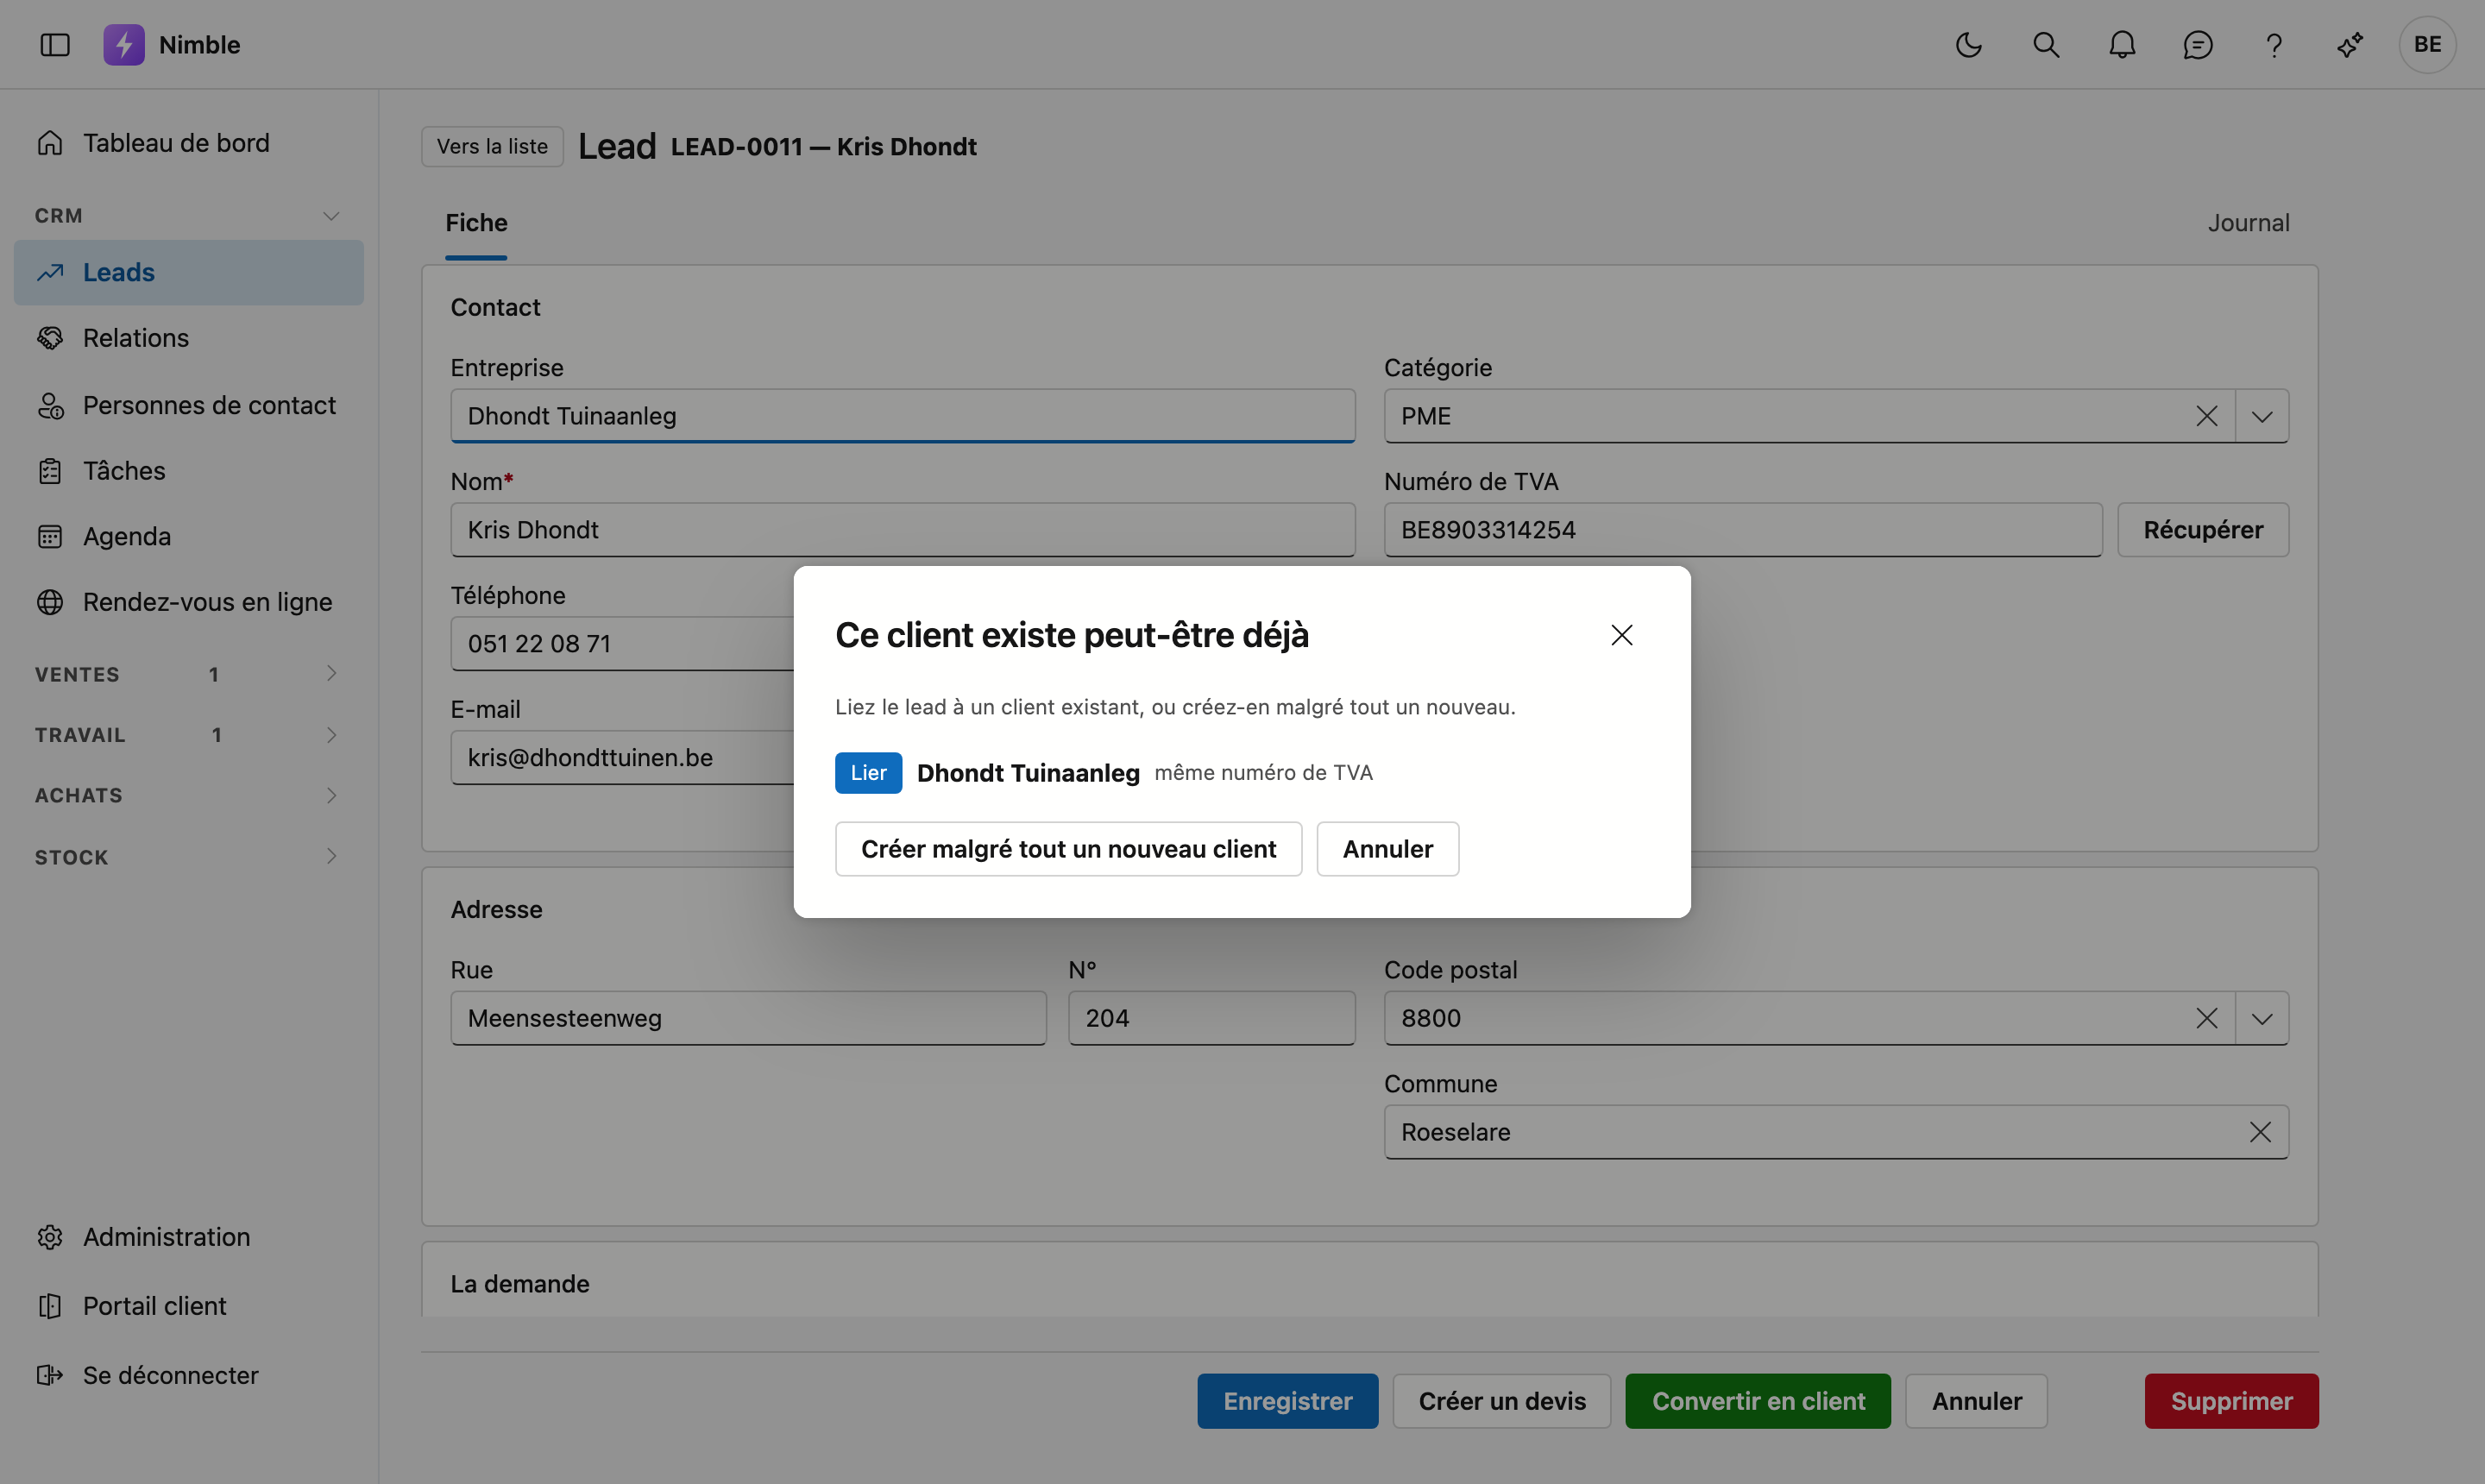 Nimble
BE
Tableau de bord
CRM
Leads
Relations
Personnes de contact
Tâches
Agenda
Rendez-vous en ligne
VENTES 1
TRAVAIL 1
ACHATS
STOCK
Administration
Portail client
Se déconnecter
Vers la liste Lead LEAD-0011 — Kris Dhondt
Fiche Journal
Contact
Entreprise Catégorie
Dhondt Tuinaanleg PME
Nom* Numéro de TVA
Kris Dhondt BE8903314254 Récupérer
Téléphone
051 22 08 71
E-mail
kris@dhondttuinen.be
Ce client existe peut-être déjà
Liez le lead à un client existant, ou créez-en malgré tout un nouveau.
Lier Dhondt Tuinaanleg même numéro de TVA
Créer malgré tout un nouveau client Annuler
Adresse
Rue N° Code postal
Meensesteenweg 204 8800
Commune
Roeselare
La demande
Enregistrer Créer un devis Convertir en client Annuler Supprimer